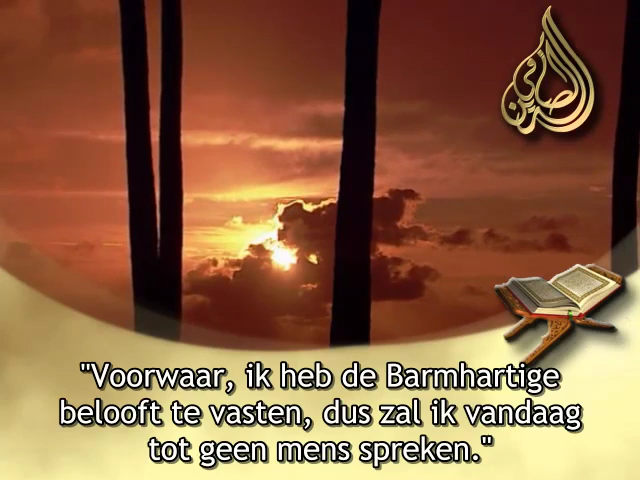 "Voorwaar, ik heb de Barmhartige
belooft te vasten, dus zal ik vandaag
tot geen mens spreken."